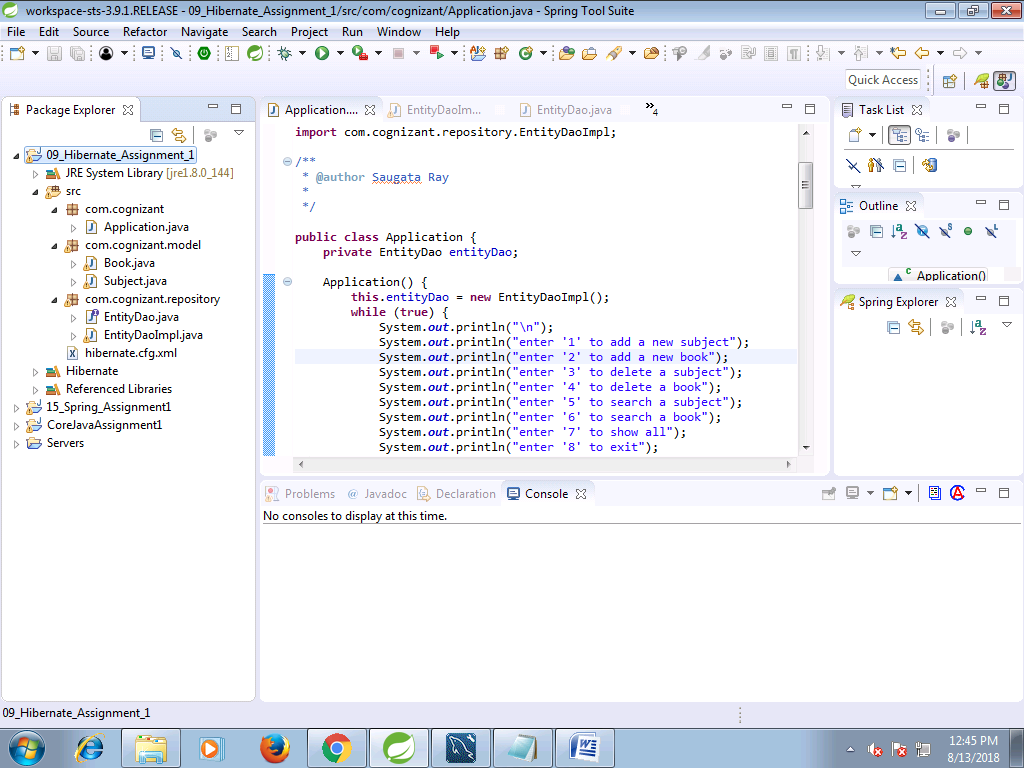 workspace-sts-3.9.1.RELEASE - 09_Hibernate_Assignment_1/src/com/cognizant/Application.java - Spring Tool Suite
File Edit Source Refactor Navigate Search Project Run Window Help
Quick Access
Package Explorer
09_Hibernate_Assignment_1
JRE System Library [jre1.8.0_144]
src
com.cognizant
Application.java
com.cognizant.model
Book.java
Subject.java
com.cognizant.repository
EntityDao.java
EntityDaoImpl.java
hibernate.cfg.xml
Hibernate
Referenced Libraries
15_Spring_Assignment1
CoreJavaAssignment1
Servers
Application.... EntityDaoIm... EntityDao.java »4
import com.cognizant.repository.EntityDaoImpl;
/**
* @author Saugata Ray
*
*/
public class Application {
private EntityDao entityDao;
Application() {
this.entityDao = new EntityDaoImpl();
while (true) {
System.out.println("\n");
System.out.println("enter '1' to add a new subject");
System.out.println("enter '2' to add a new book");
System.out.println("enter '3' to delete a subject");
System.out.println("enter '4' to delete a book");
System.out.println("enter '5' to search a subject");
System.out.println("enter '6' to search a book");
System.out.println("enter '7' to show all");
System.out.println("enter '8' to exit");
Task List
Outline
Application()
Spring Explorer
Problems @ Javadoc Declaration Console
No consoles to display at this time.
09_Hibernate_Assignment_1
12:45 PM
8/13/2018